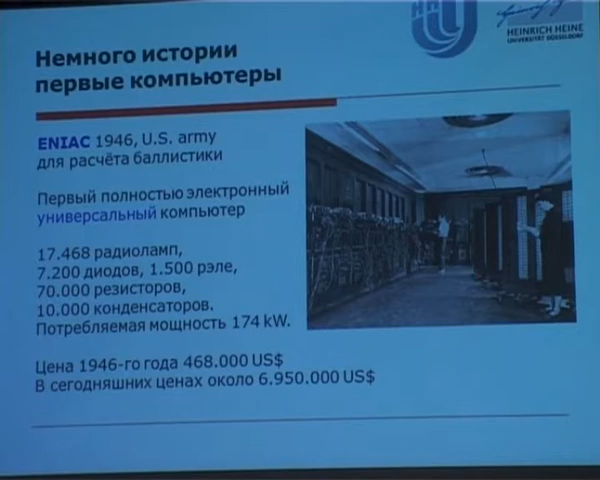 Немного истории
первые компьютеры
HEINRICH HEINE
UNIVERSITÄT DÜSSELDORF
ENIAC 1946, U.S. army
для расчёта баллистики
Первый полностью электронный
универсальный компьютер
17.468 радиоламп,
7.200 диодов, 1.500 рэле,
70.000 резисторов,
10.000 конденсаторов.
Потребляемая мощность 174 kW.
Цена 1946-го года 468.000 US$
В сегодняшних ценах около 6.950.000 US$